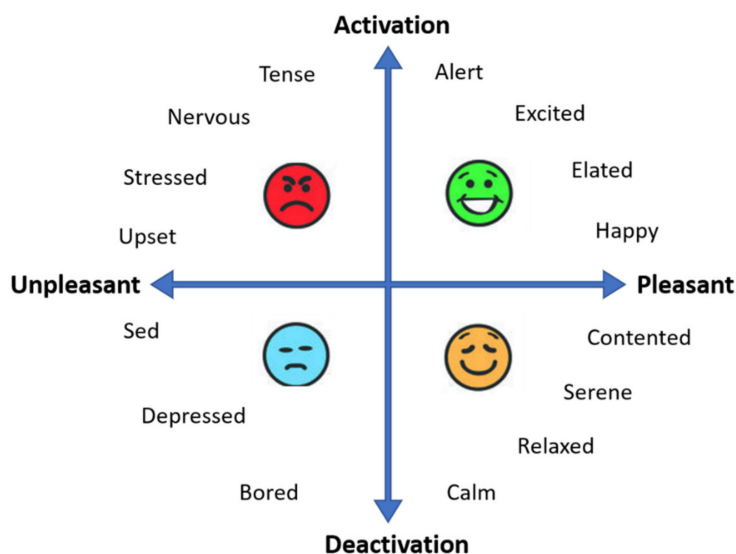 Activation
Tense
Alert
Nervous
Excited
Stressed
Elated
Upset
Happy
Unpleasant
Pleasant
Sed
Contented
Depressed
Serene
Relaxed
Bored
Calm
Deactivation